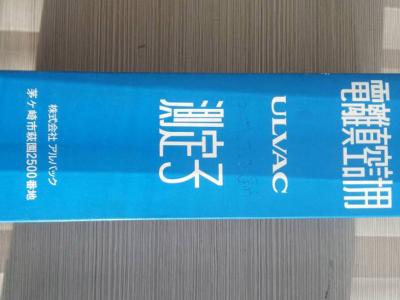 電離真空計用
ULVAC
測定子
株式会社 アルバック
茅ヶ崎市萩園2500番地